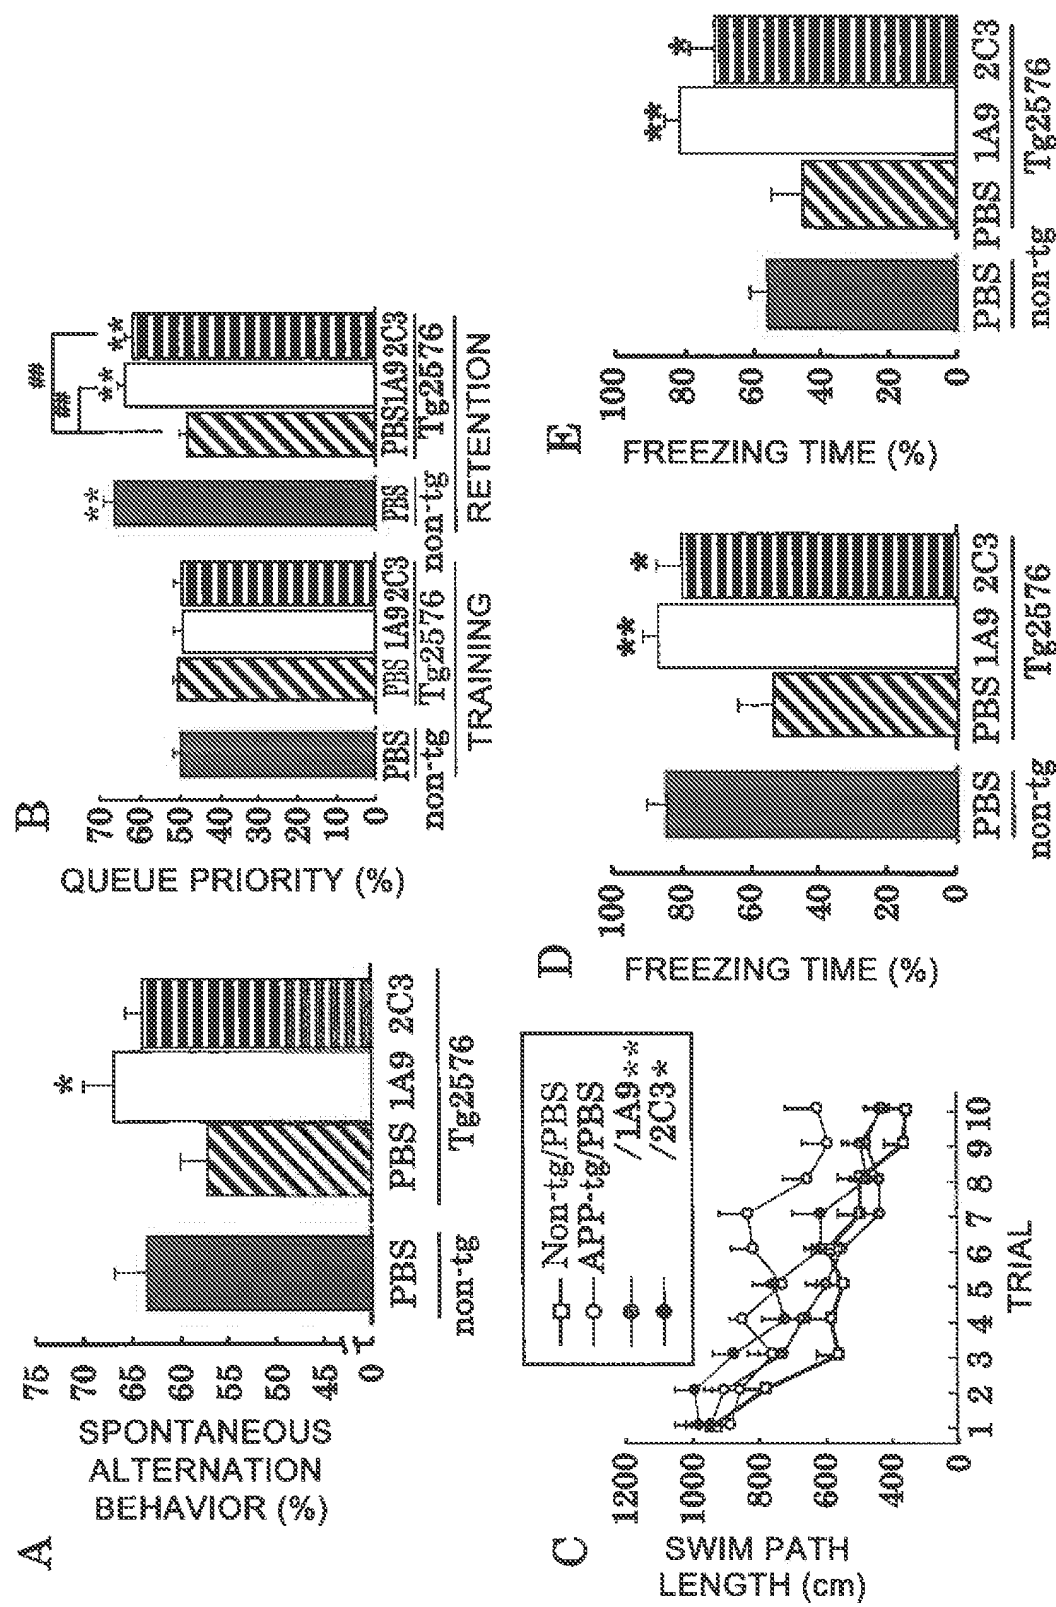 A
SPONTANEOUS
ALTERNATION
BEHAVIOR (%)
75
70
65
60
55
50
45
0
PBS
PBS 1A9 2C3
non-tg
Tg2576
B
QUEUE PRIORITY (%)
70
60
50
40
30
20
10
0
*
*
**
**
**
##
##
PBS
PBS 1A9 2C3
PBS
PBS1A9 2C3
non-tg
Tg2576
non-tg
Tg2576
TRAINING
RETENTION
C
SWIM PATH
LENGTH (cm)
1200
1000
800
600
400
0
1 2 3 4 5 6 7 8 9 10
TRIAL
Non-tg/PBS
APP-tg/PBS
/1A9**
/2C3*
D
FREEZING TIME (%)
100
80
60
40
20
0
**
*
PBS
PBS 1A9 2C3
non-tg
Tg2576
E
FREEZING TIME (%)
100
80
60
40
20
0
**
*
PBS
PBS 1A9 2C3
non-tg
Tg2576